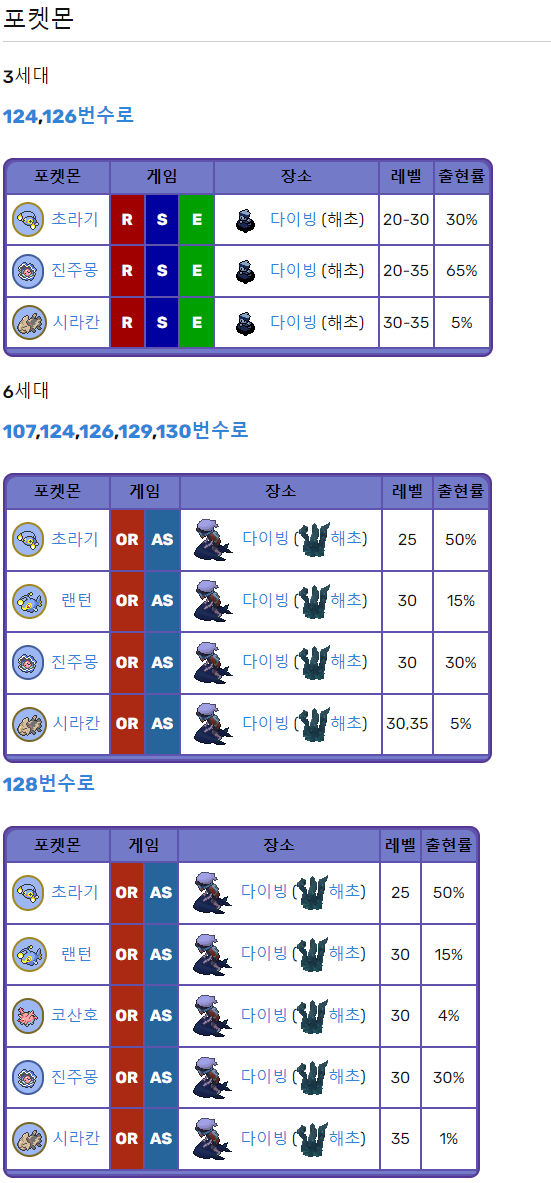 포켓몬
3세대
124,126번수로
포켓몬 게임 장소 레벨 출현률
초라기 R S E 다이빙 (해초) 20-30 30%
진주몽 R S E 다이빙 (해초) 20-35 65%
시라칸 R S E 다이빙 (해초) 30-35 5%
6세대
107,124,126,129,130번수로
포켓몬 게임 장소 레벨 출현률
초라기 OR AS 다이빙 (해초) 25 50%
랜턴 OR AS 다이빙 (해초) 30 15%
진주몽 OR AS 다이빙 (해초) 30 30%
시라칸 OR AS 다이빙 (해초) 30,35 5%
128번수로
포켓몬 게임 장소 레벨 출현률
초라기 OR AS 다이빙 (해초) 25 50%
랜턴 OR AS 다이빙 (해초) 30 15%
코산호 OR AS 다이빙 (해초) 30 4%
진주몽 OR AS 다이빙 (해초) 30 30%
시라칸 OR AS 다이빙 (해초) 35 1%